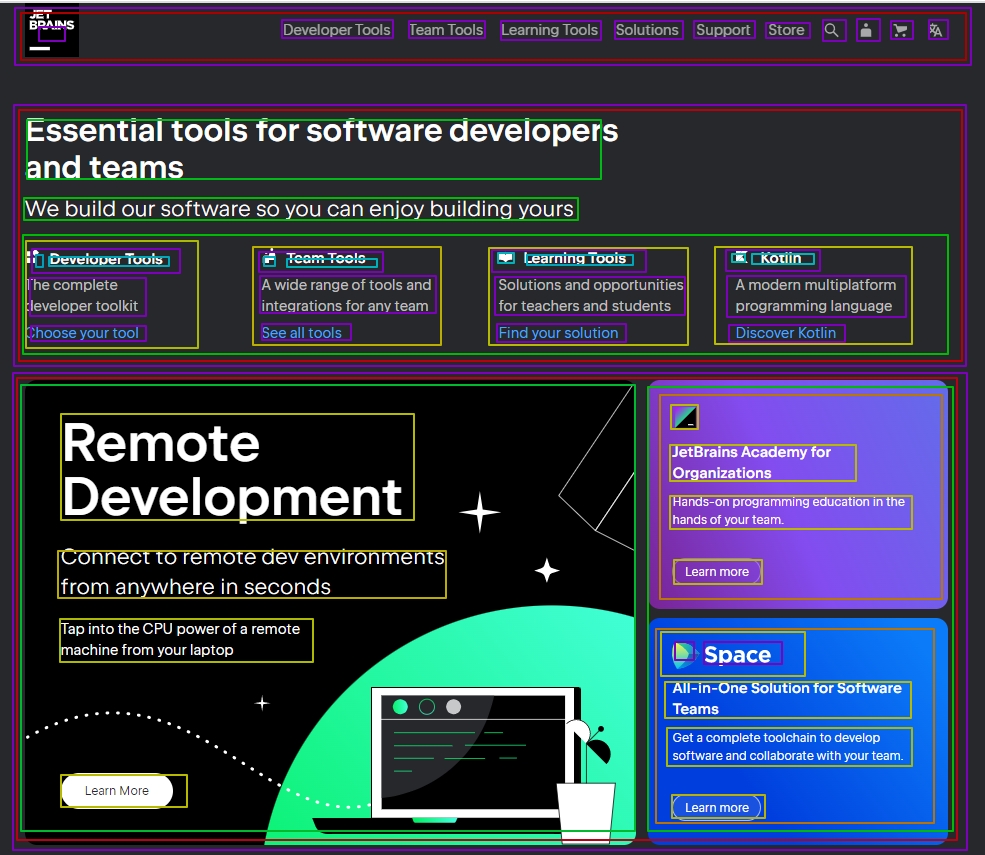 JET
BRAINS
Developer Tools
Team Tools
Learning Tools
Solutions
Support
Store
Essential tools for software developers
and teams
We build our software so you can enjoy building yours
Developer Tools
The complete
developer toolkit
Choose your tool
Team Tools
A wide range of tools and
integrations for any team
See all tools
Learning Tools
Solutions and opportunities
for teachers and students
Find your solution
Kotlin
A modern multiplatform
programming language
Discover Kotlin
Remote
Development
Connect to remote dev environments
from anywhere in seconds
Tap into the CPU power of a remote
machine from your laptop
Learn More
JetBrains Academy for
Organizations
Hands-on programming education in the
hands of your team.
Learn more
Space
All-in-One Solution for Software
Teams
Get a complete toolchain to develop
software and collaborate with your team.
Learn more